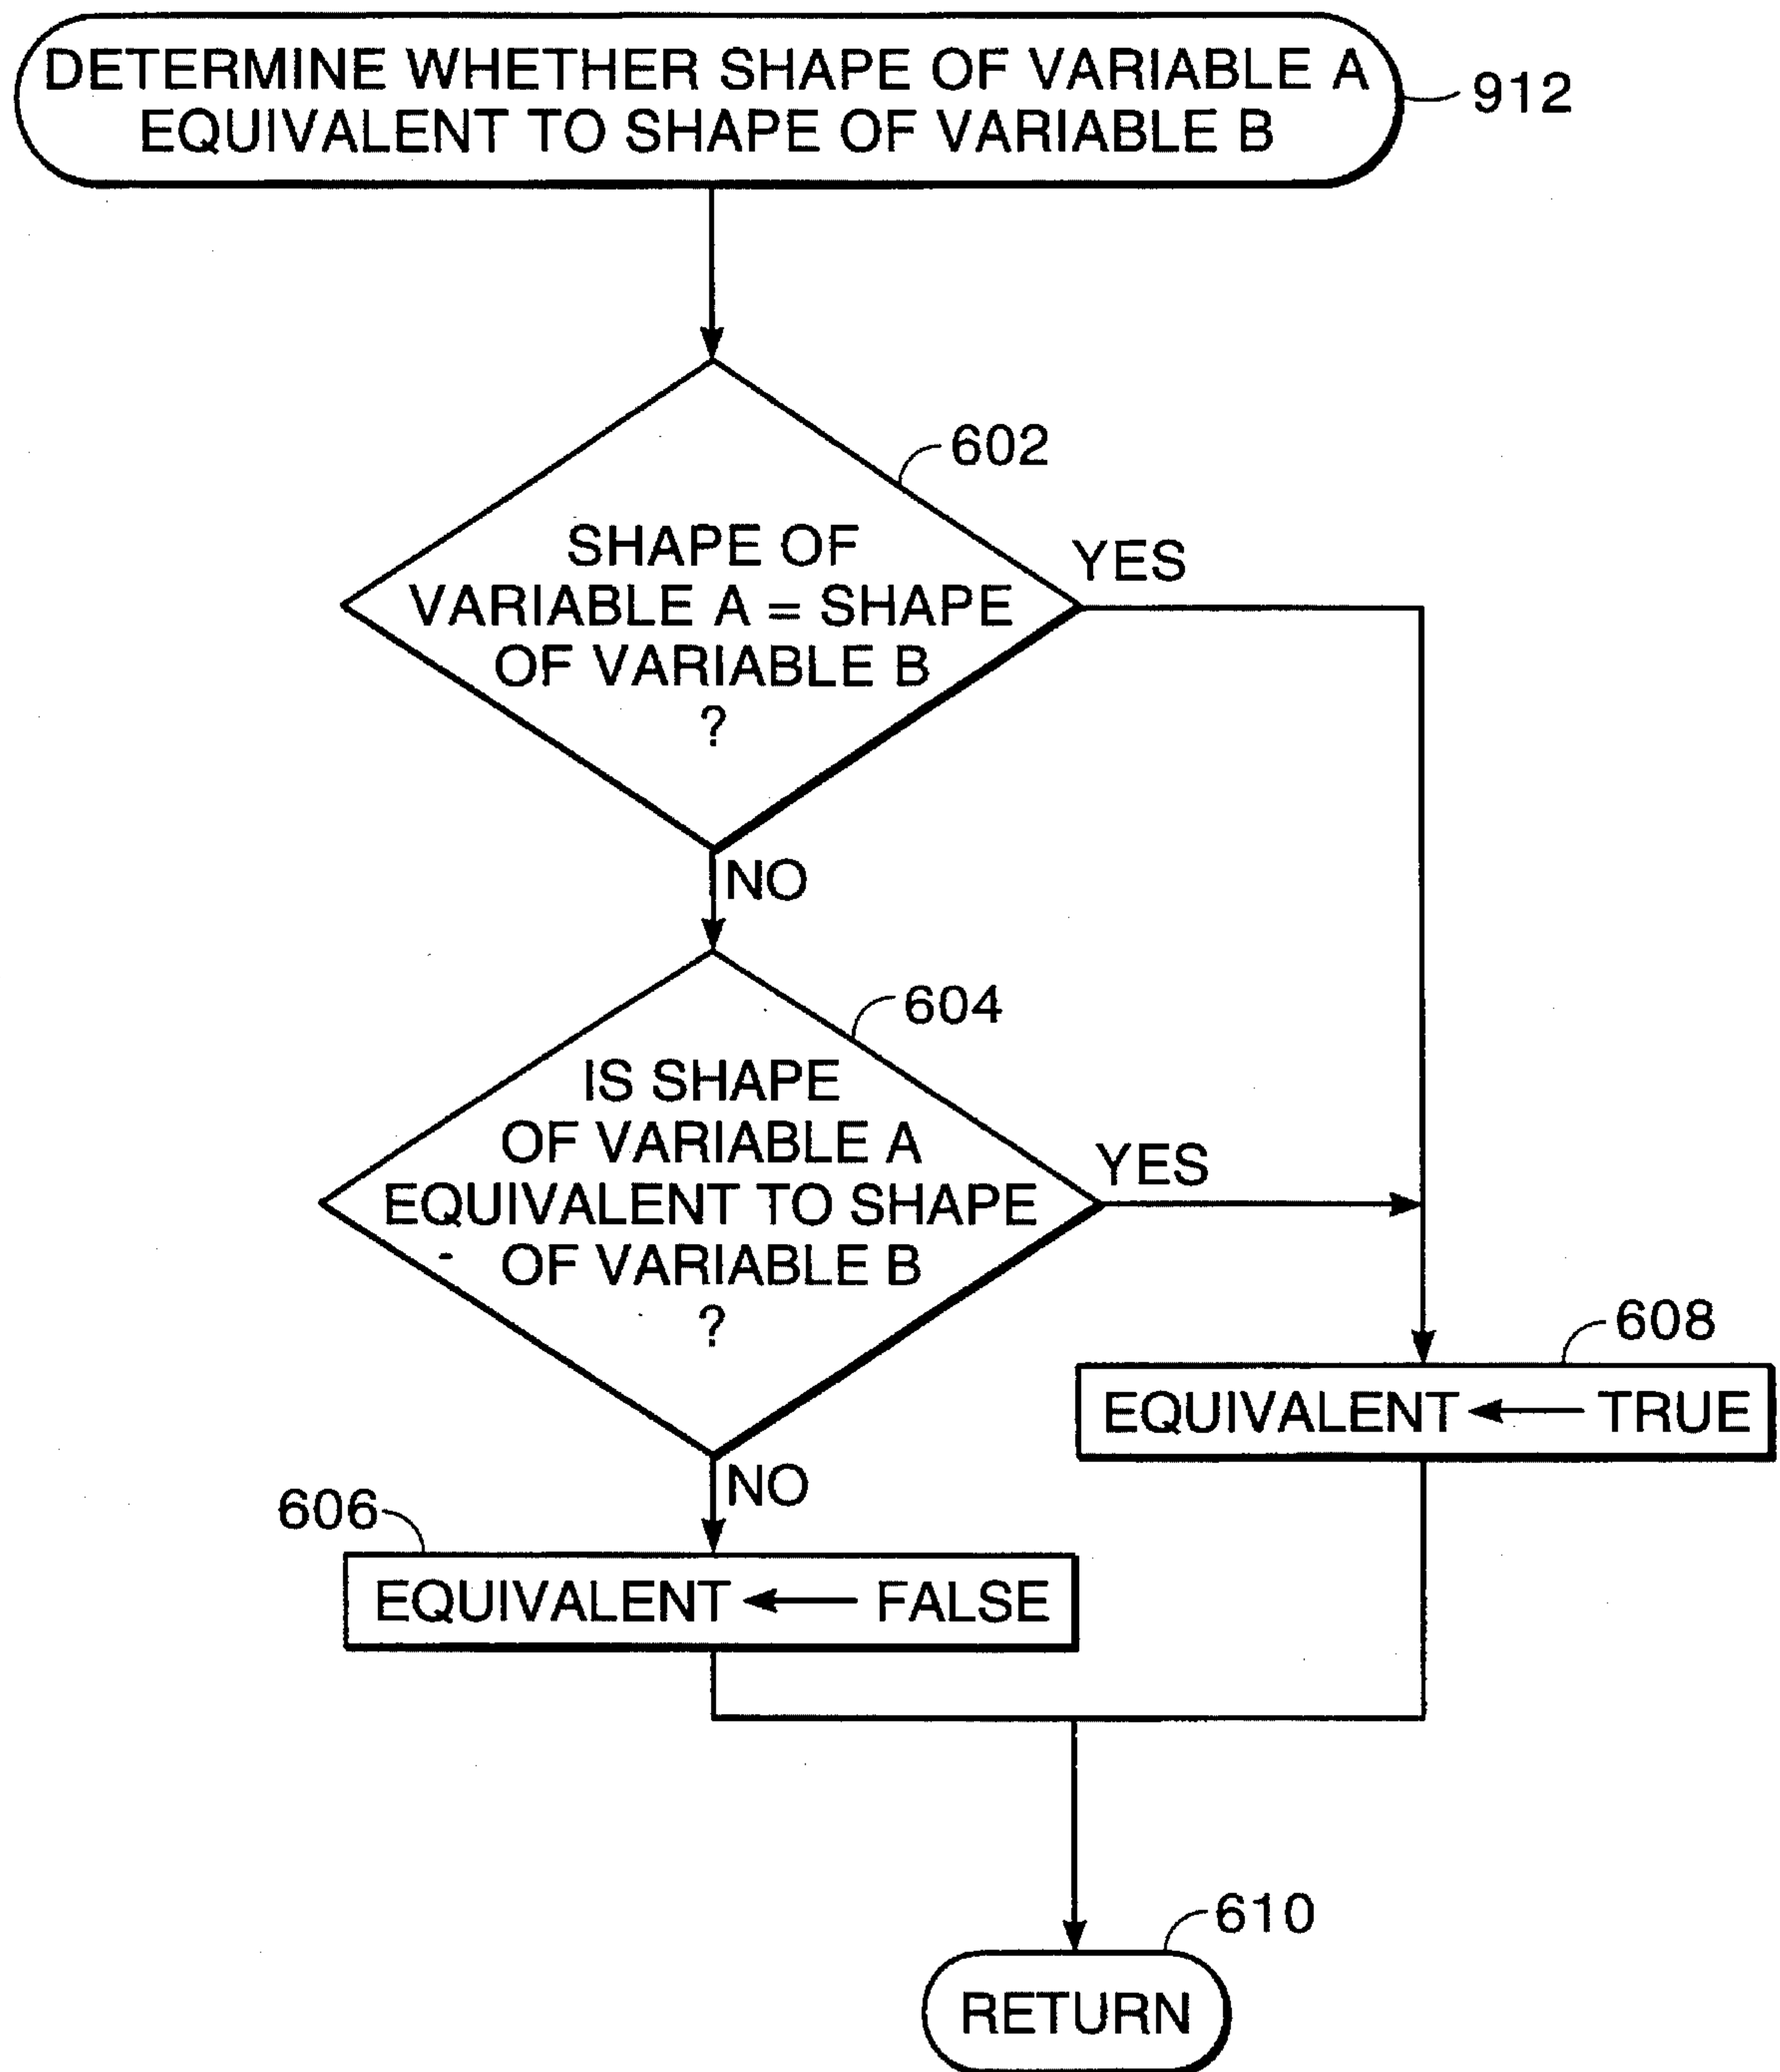 DETERMINE WHETHER SHAPE OF VARIABLE A
EQUIVALENT TO SHAPE OF VARIABLE B
912
602
SHAPE OF
VARIABLE A = SHAPE
OF VARIABLE B
?
YES
NO
604
IS SHAPE
OF VARIABLE A
EQUIVALENT TO SHAPE
OF VARIABLE B
?
YES
NO
608
EQUIVALENT ← TRUE
606
EQUIVALENT ← FALSE
610
RETURN